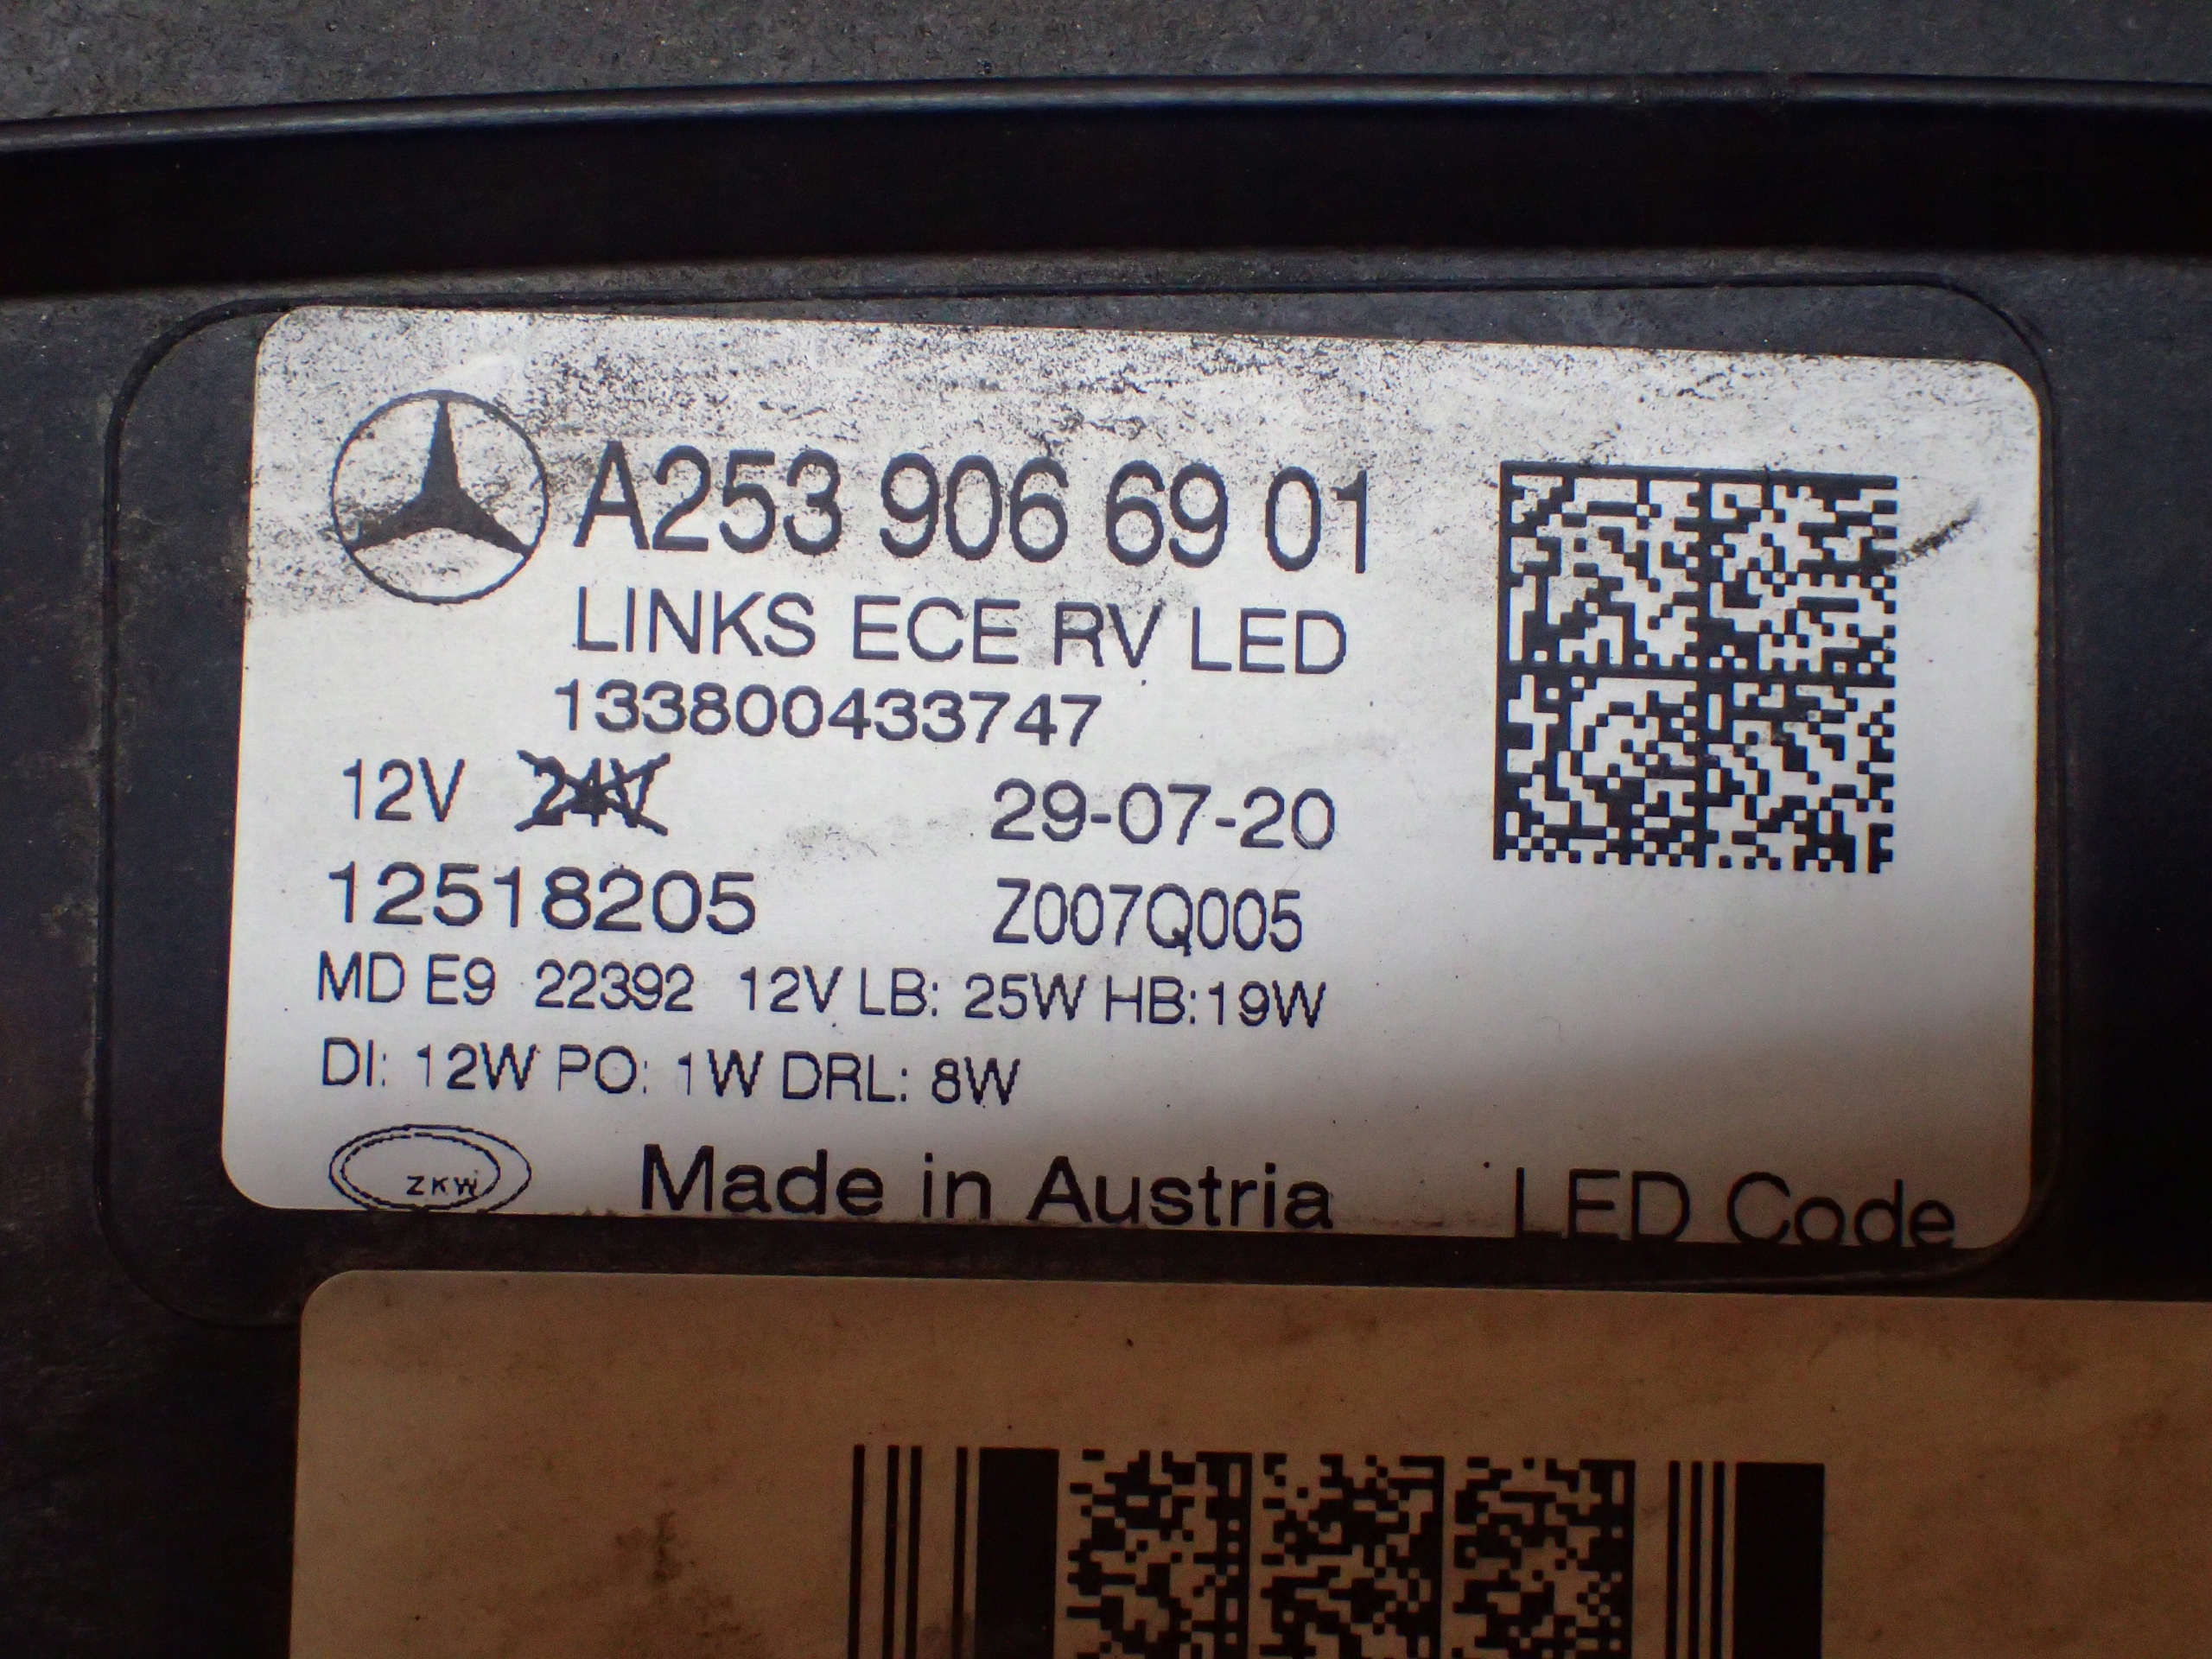 A253 906 69 01
LINKS ECE RV LED
133800433747
12V 24V 29-07-20
12518205 Z007Q005
MD E9 22392 12V LB: 25W HB:19W
DI: 12W PO: 1W DRL: 8W
ZKW Made in Austria LED Code